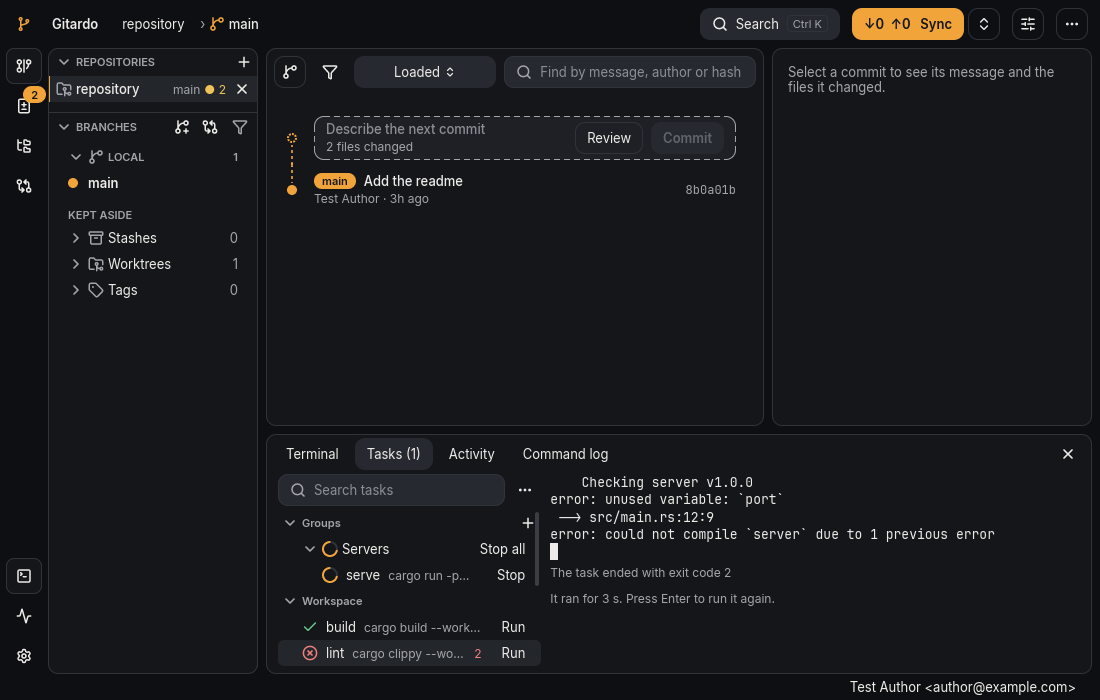 Gitardo repository › main Search Ctrl K ↓0 ↑0 Sync
REPOSITORIES
repository main 2
2
BRANCHES
LOCAL 1
main
KEPT ASIDE
Stashes 0
Worktrees 1
Tags 0
Loaded Find by message, author or hash
Describe the next commit
2 files changed
Review Commit
main Add the readme
Test Author · 3h ago
8b0a01b
Select a commit to see its message and the
files it changed.
Terminal Tasks (1) Activity Command log
Search tasks
Groups
Servers Stop all
serve cargo run -p… Stop
Workspace
build cargo build --work… Run
lint cargo clippy --wo… 2 Run
Checking server v1.0.0
error: unused variable: `port`
--> src/main.rs:12:9
error: could not compile `server` due to 1 previous error
The task ended with exit code 2
It ran for 3 s. Press Enter to run it again.
Test Author <author@example.com>